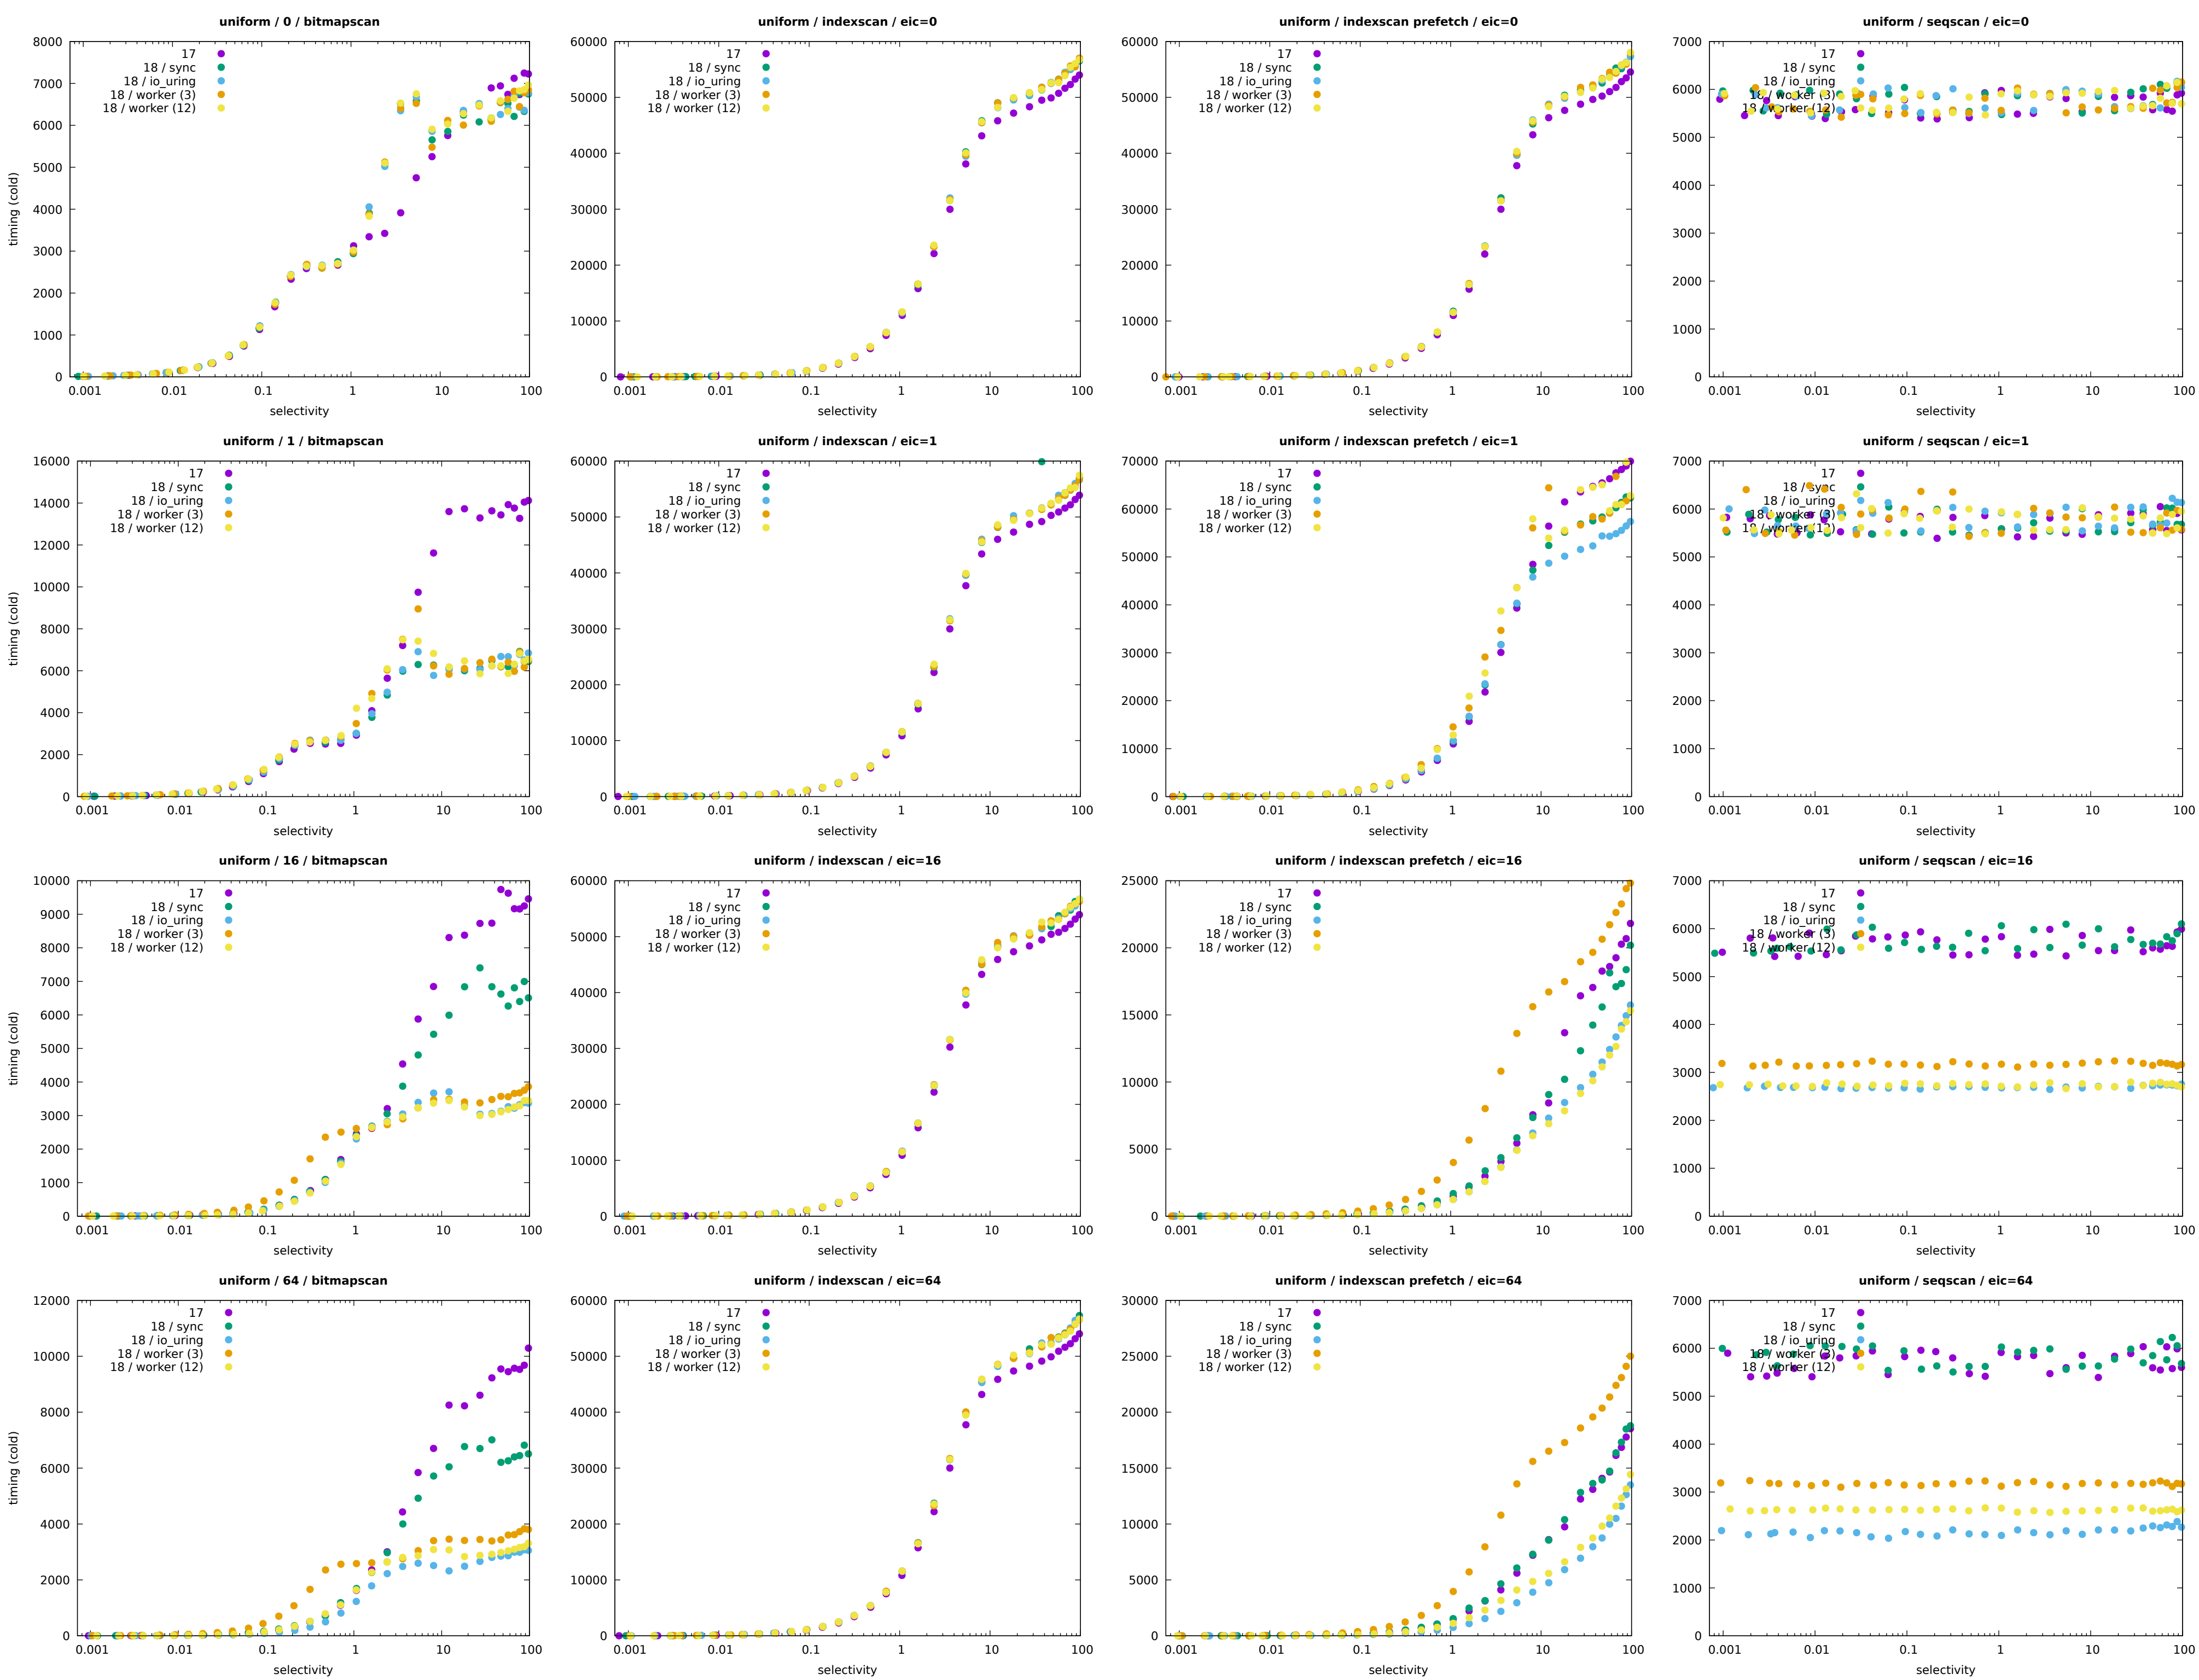 uniform / 0 / bitmapscan
timing (cold)
8000
7000
6000
5000
4000
3000
2000
1000
0
17
18 / sync
18 / io_uring
18 / worker (3)
18 / worker (12)
0.001 0.01 0.1 1 10 100
selectivity
uniform / indexscan / eic=0
60000
50000
40000
30000
20000
10000
0
17
18 / sync
18 / io_uring
18 / worker (3)
18 / worker (12)
0.001 0.01 0.1 1 10 100
selectivity
uniform / indexscan prefetch / eic=0
60000
50000
40000
30000
20000
10000
0
17
18 / sync
18 / io_uring
18 / worker (3)
18 / worker (12)
0.001 0.01 0.1 1 10 100
selectivity
uniform / seqscan / eic=0
7000
6000
5000
4000
3000
2000
1000
0
17
18 / sync
18 / io_uring
18 / worker (3)
18 / worker (12)
0.001 0.01 0.1 1 10 100
selectivity
uniform / 1 / bitmapscan
timing (cold)
16000
14000
12000
10000
8000
6000
4000
2000
0
17
18 / sync
18 / io_uring
18 / worker (3)
18 / worker (12)
0.001 0.01 0.1 1 10 100
selectivity
uniform / indexscan / eic=1
60000
50000
40000
30000
20000
10000
0
17
18 / sync
18 / io_uring
18 / worker (3)
18 / worker (12)
0.001 0.01 0.1 1 10 100
selectivity
uniform / indexscan prefetch / eic=1
70000
60000
50000
40000
30000
20000
10000
0
17
18 / sync
18 / io_uring
18 / worker (3)
18 / worker (12)
0.001 0.01 0.1 1 10 100
selectivity
uniform / seqscan / eic=1
7000
6000
5000
4000
3000
2000
1000
0
17
18 / sync
18 / io_uring
18 / worker (3)
18 / worker (12)
0.001 0.01 0.1 1 10 100
selectivity
uniform / 16 / bitmapscan
timing (cold)
10000
9000
8000
7000
6000
5000
4000
3000
2000
1000
0
17
18 / sync
18 / io_uring
18 / worker (3)
18 / worker (12)
0.001 0.01 0.1 1 10 100
selectivity
uniform / indexscan / eic=16
60000
50000
40000
30000
20000
10000
0
17
18 / sync
18 / io_uring
18 / worker (3)
18 / worker (12)
0.001 0.01 0.1 1 10 100
selectivity
uniform / indexscan prefetch / eic=16
25000
20000
15000
10000
5000
0
17
18 / sync
18 / io_uring
18 / worker (3)
18 / worker (12)
0.001 0.01 0.1 1 10 100
selectivity
uniform / seqscan / eic=16
7000
6000
5000
4000
3000
2000
1000
0
17
18 / sync
18 / io_uring
18 / worker (3)
18 / worker (12)
0.001 0.01 0.1 1 10 100
selectivity
uniform / 64 / bitmapscan
timing (cold)
12000
10000
8000
6000
4000
2000
0
17
18 / sync
18 / io_uring
18 / worker (3)
18 / worker (12)
0.001 0.01 0.1 1 10 100
selectivity
uniform / indexscan / eic=64
60000
50000
40000
30000
20000
10000
0
17
18 / sync
18 / io_uring
18 / worker (3)
18 / worker (12)
0.001 0.01 0.1 1 10 100
selectivity
uniform / indexscan prefetch / eic=64
30000
25000
20000
15000
10000
5000
0
17
18 / sync
18 / io_uring
18 / worker (3)
18 / worker (12)
0.001 0.01 0.1 1 10 100
selectivity
uniform / seqscan / eic=64
7000
6000
5000
4000
3000
2000
1000
0
17
18 / sync
18 / io_uring
18 / worker (3)
18 / worker (12)
0.001 0.01 0.1 1 10 100
selectivity